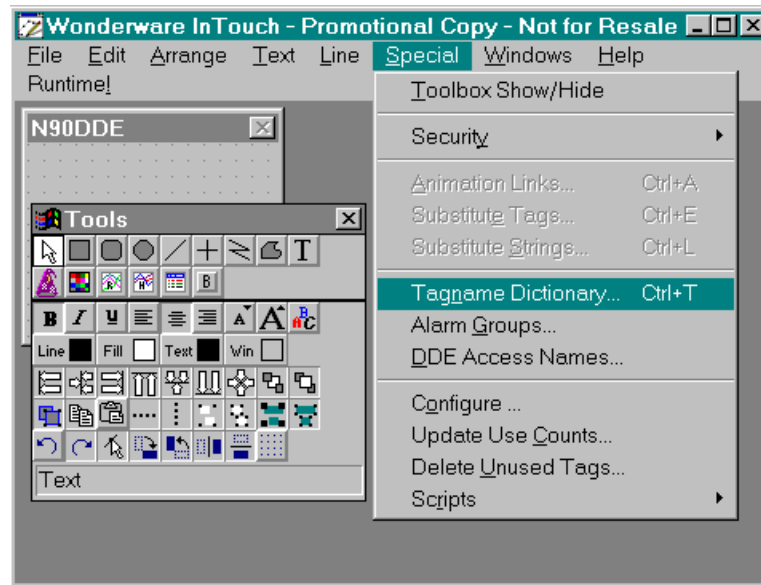 Wonderware InTouch - Promotional Copy - Not for Resale
File Edit Arrange Text Line Special Windows Help
Runtime!
Toolbox Show/Hide
Security
Animation Links... Ctrl+A
Substitute Tags... Ctrl+E
Substitute Strings... Ctrl+L
Tagname Dictionary... Ctrl+T
Alarm Groups...
DDE Access Names...
Configure ...
Update Use Counts...
Delete Unused Tags...
Scripts
N90DDE
Tools
T
B
B I U A A ABC
Line Fill Text Win
Text